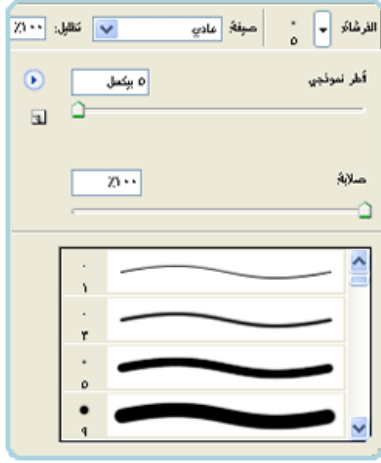 الفرشاة: ٥ صيغة: عادي تظليل: ١٠٠٪
قطر نموذجي ٥ بيكسل
صلابة ١٠٠٪
١
٣
٥
٩